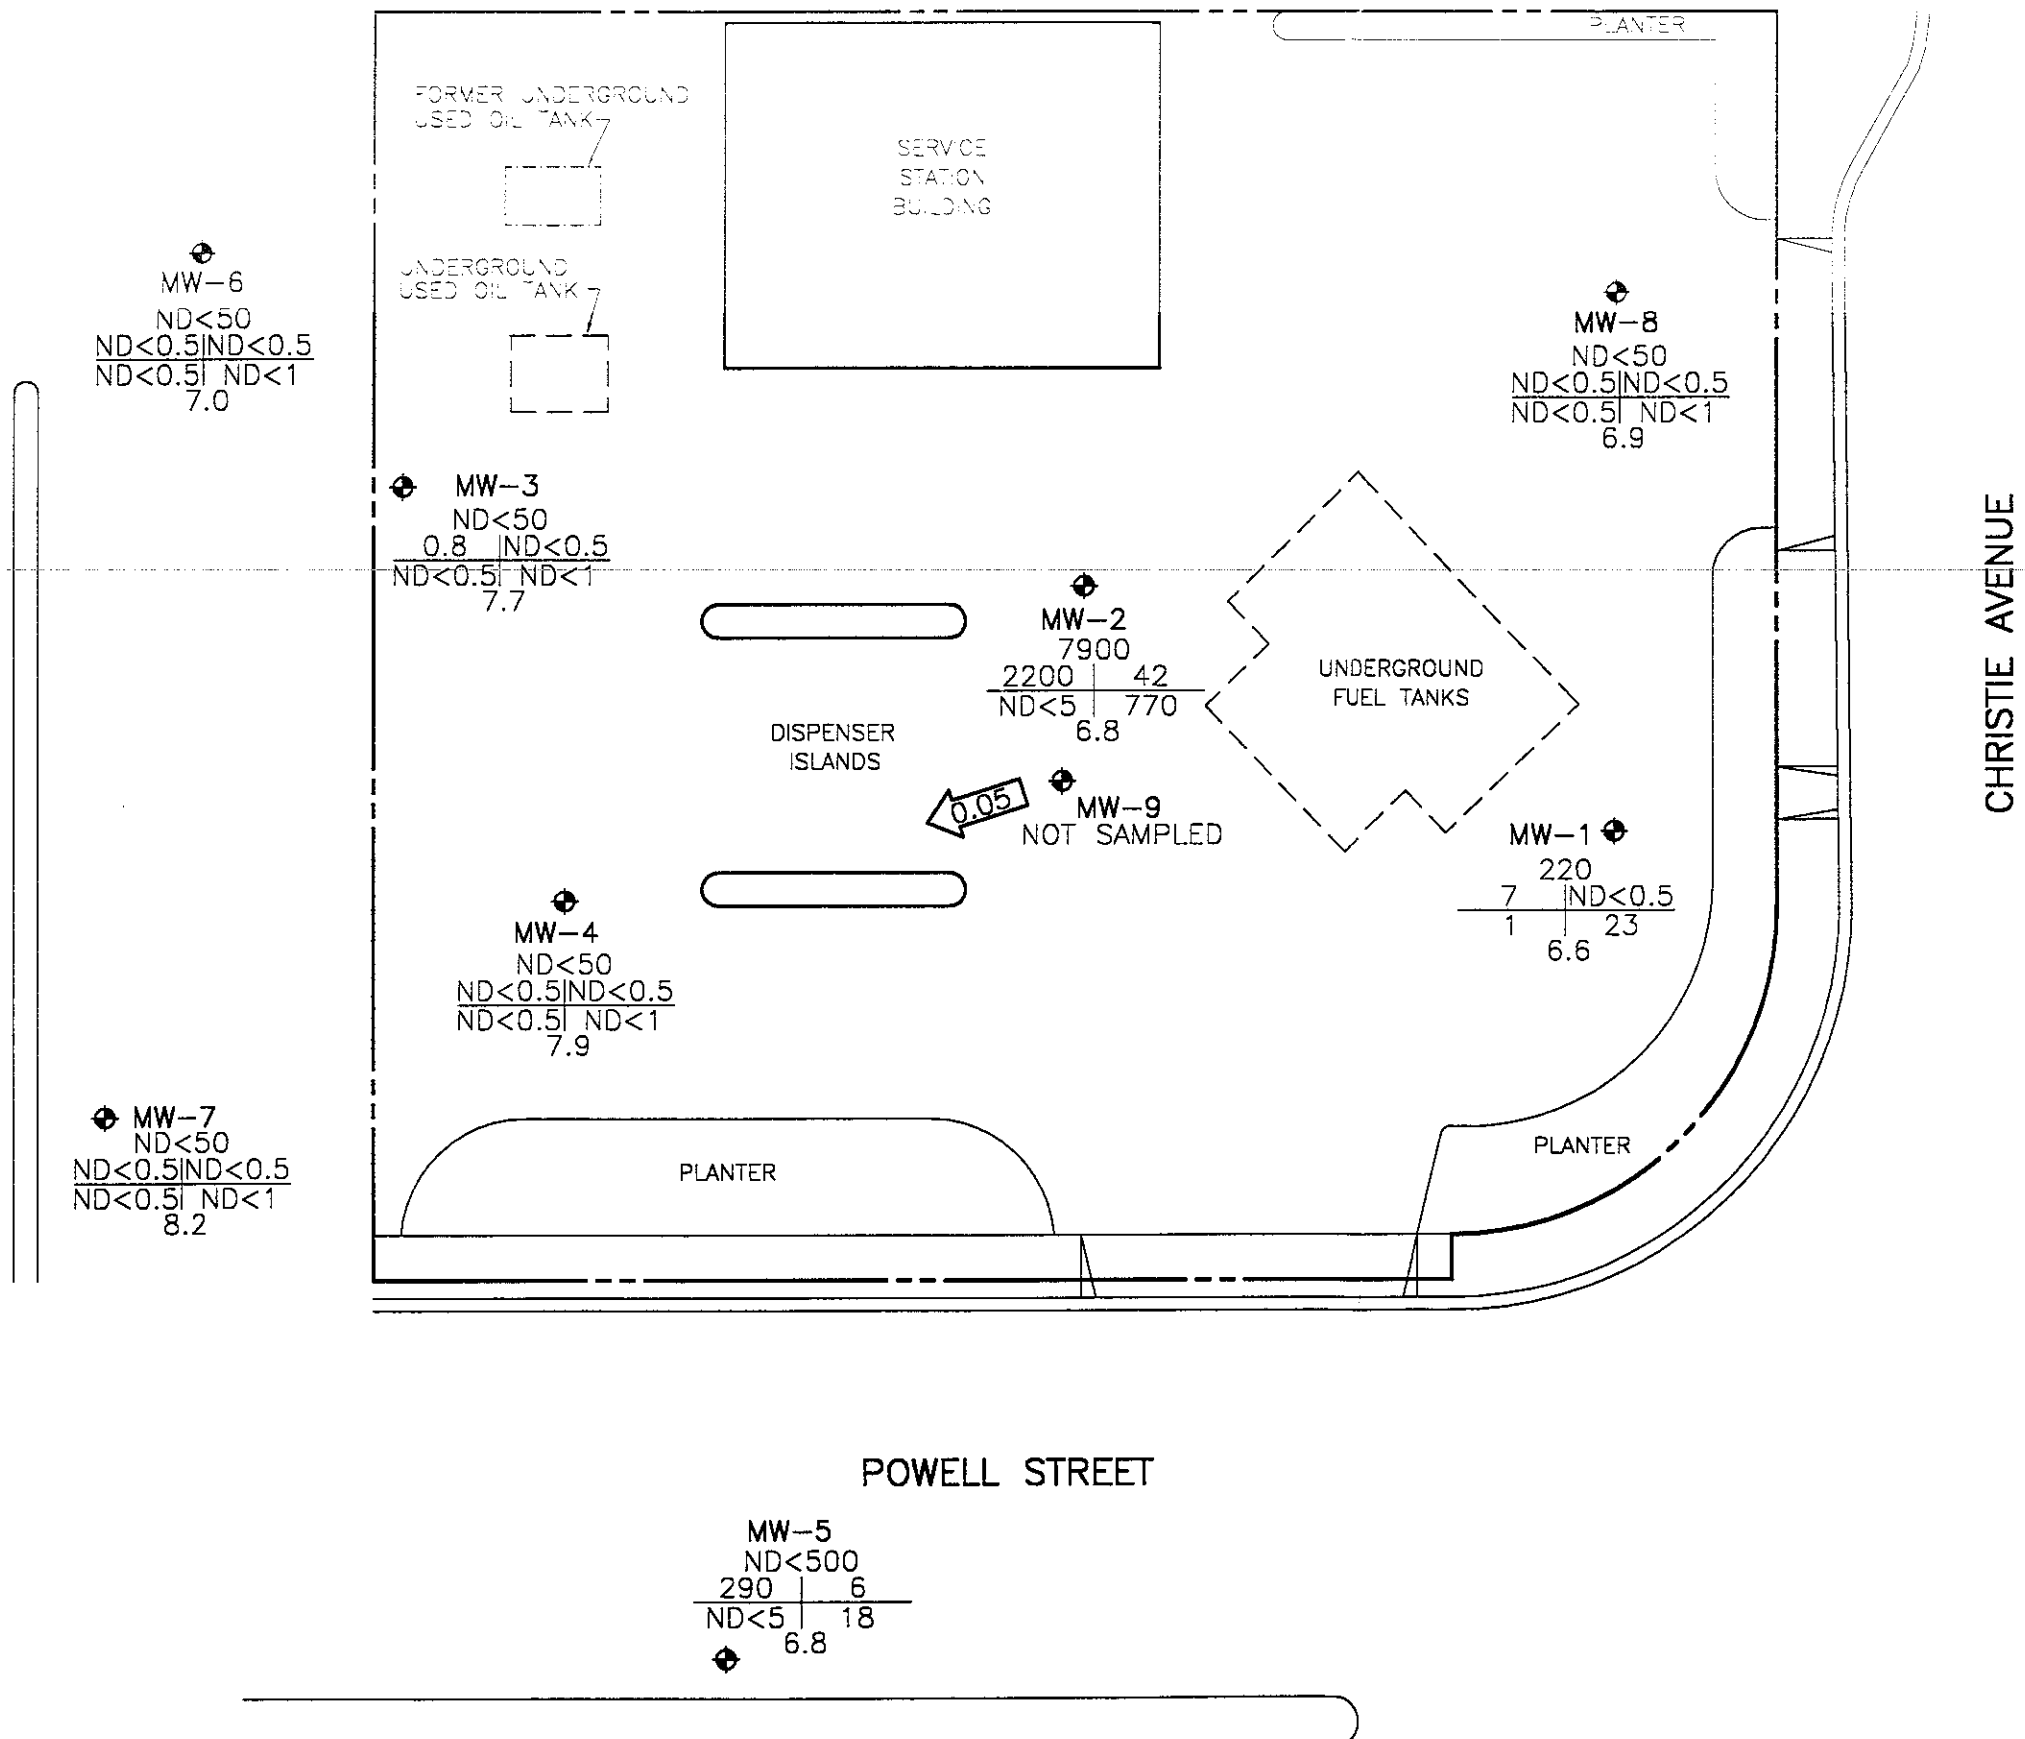 PLANTER
FORMER UNDERGROUND
USED OIL TANK
SERVICE
STATION
BUILDING
MW-6
ND<50
ND<0.5|ND<0.5
ND<0.5| ND<1
7.0
UNDERGROUND
USED OIL TANK
MW-8
ND<50
ND<0.5|ND<0.5
ND<0.5| ND<1
6.9
MW-3
ND<50
0.8 |ND<0.5
ND<0.5| ND<1
7.7
CHRISTIE AVENUE
MW-2
7900
2200 | 42
ND<5 | 770
6.8
UNDERGROUND
FUEL TANKS
DISPENSER
ISLANDS
0.05
MW-9
NOT SAMPLED
MW-1
220
7 |ND<0.5
1 | 23
6.6
MW-4
ND<50
ND<0.5|ND<0.5
ND<0.5| ND<1
7.9
MW-7
ND<50
ND<0.5|ND<0.5
ND<0.5| ND<1
8.2
PLANTER
PLANTER
POWELL STREET
MW-5
ND<500
290 | 6
ND<5 | 18
6.8